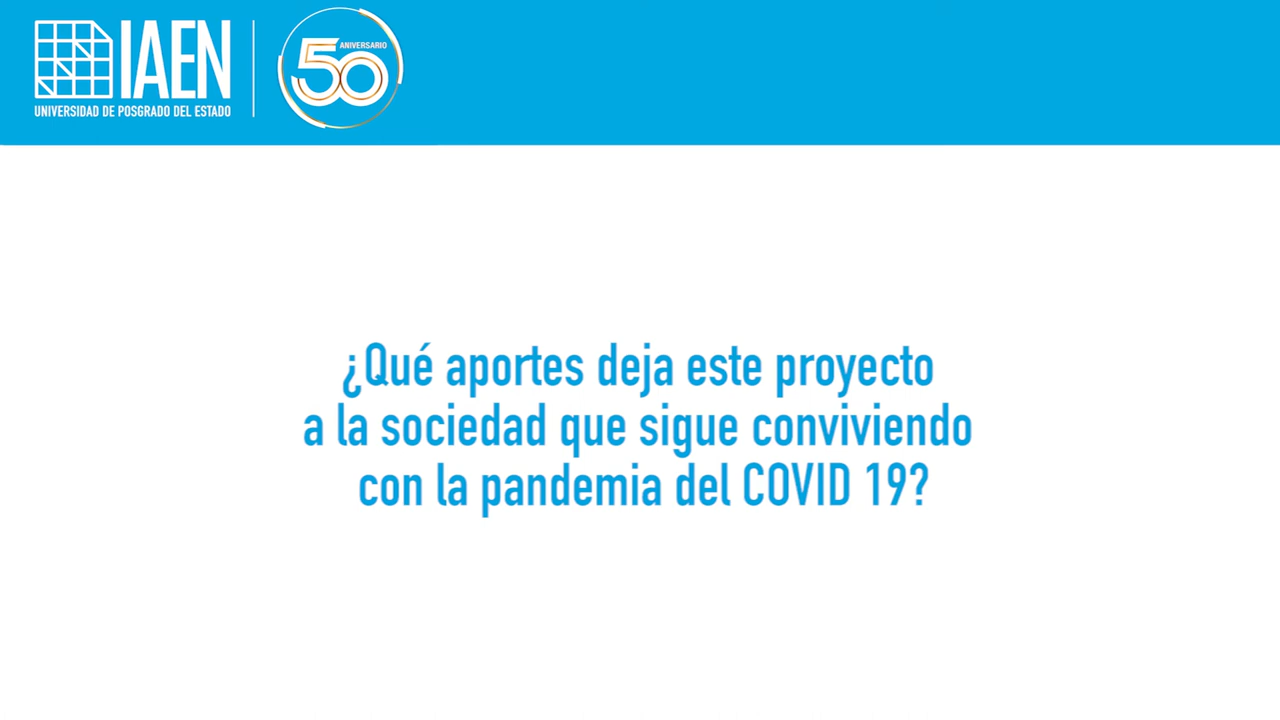 IAEN
UNIVERSIDAD DE POSGRADO DEL ESTADO
50
ANIVERSARIO
¿Qué aportes deja este proyecto
a la sociedad que sigue conviviendo
con la pandemia del COVID 19?